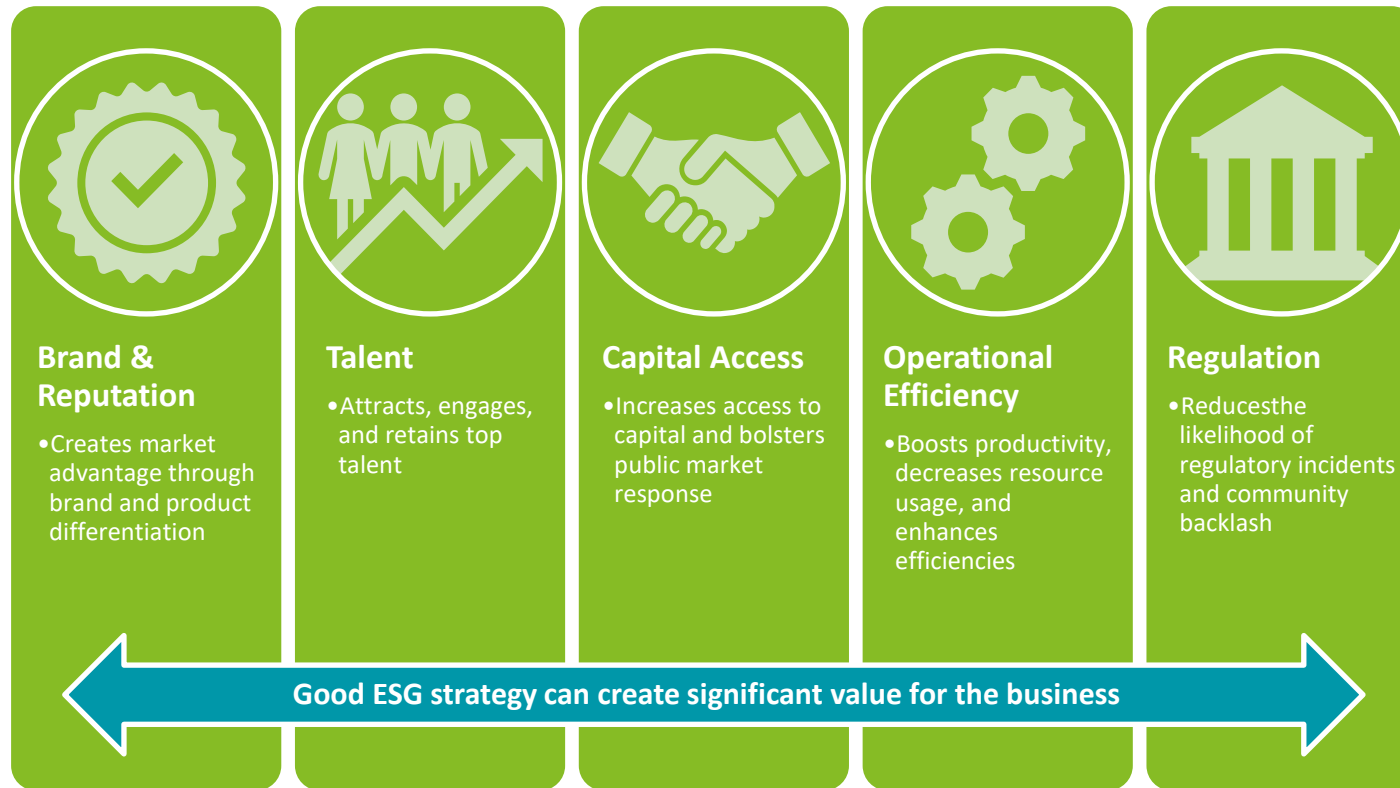 Brand &
Reputation
•Creates market
advantage through
brand and product
differentiation
Talent
•Attracts, engages,
and retains top
talent
Capital Access
•Increases access to
capital and bolsters
public market
response
Operational
Efficiency
•Boosts productivity,
decreases resource
usage, and
enhances
efficiencies
Regulation
•Reducesthe
likelihood of
regulatory incidents
and community
backlash
Good ESG strategy can create significant value for the business